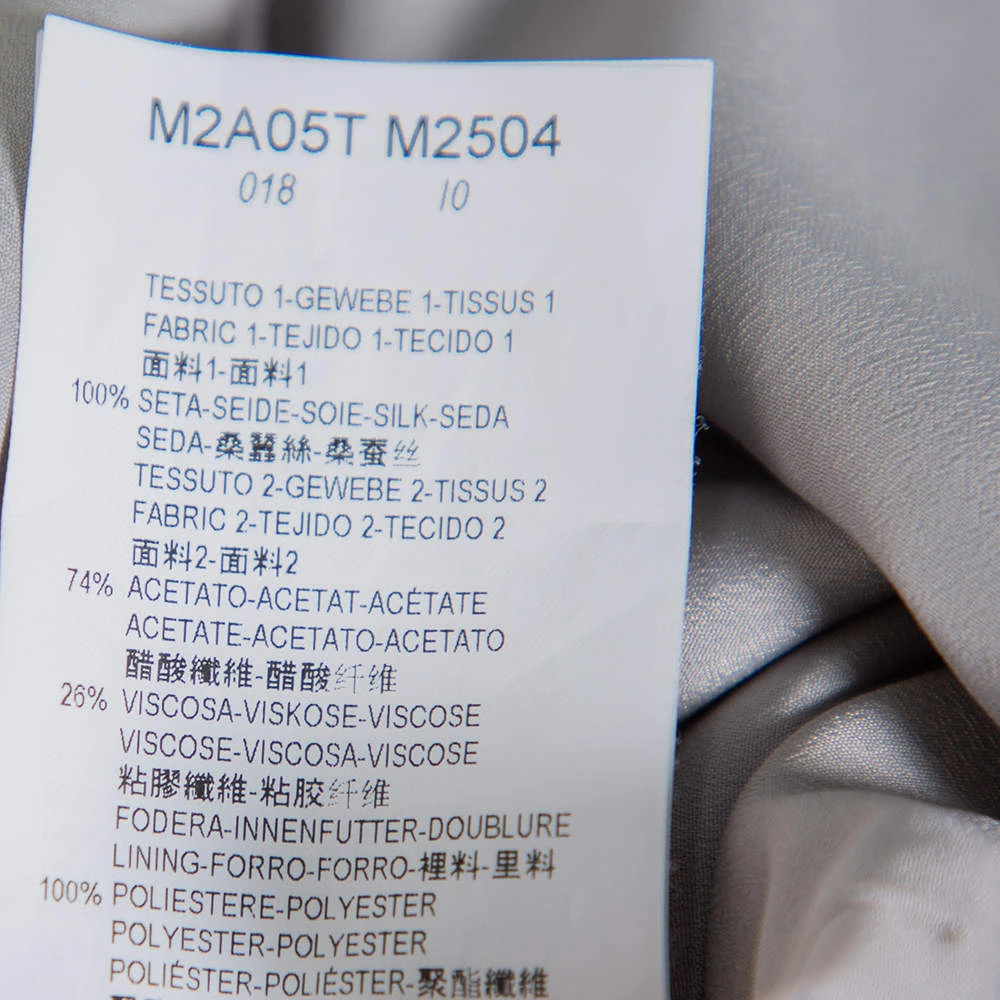 M2A05T M2504
018 10
TESSUTO 1-GEWEBE 1-TISSUS 1
FABRIC 1-TEJIDO 1-TECIDO 1
面料1-面料1
100% SETA-SEIDE-SOIE-SILK-SEDA
SEDA-桑蠶絲-桑蚕丝
TESSUTO 2-GEWEBE 2-TISSUS 2
FABRIC 2-TEJIDO 2-TECIDO 2
面料2-面料2
74% ACETATO-ACETAT-ACÉTATE
ACETATE-ACETATO-ACETATO
醋酸纖維-醋酸纤维
26% VISCOSA-VISKOSE-VISCOSE
VISCOSE-VISCOSA-VISCOSE
粘膠纖維-粘胶纤维
FODERA-INNENFUTTER-DOUBLURE
LINING-FORRO-FORRO-裡料-里料
100% POLIESTERE-POLYESTER
POLYESTER-POLYESTER
POLIÉSTER-POLIÉSTER-聚酯纖維